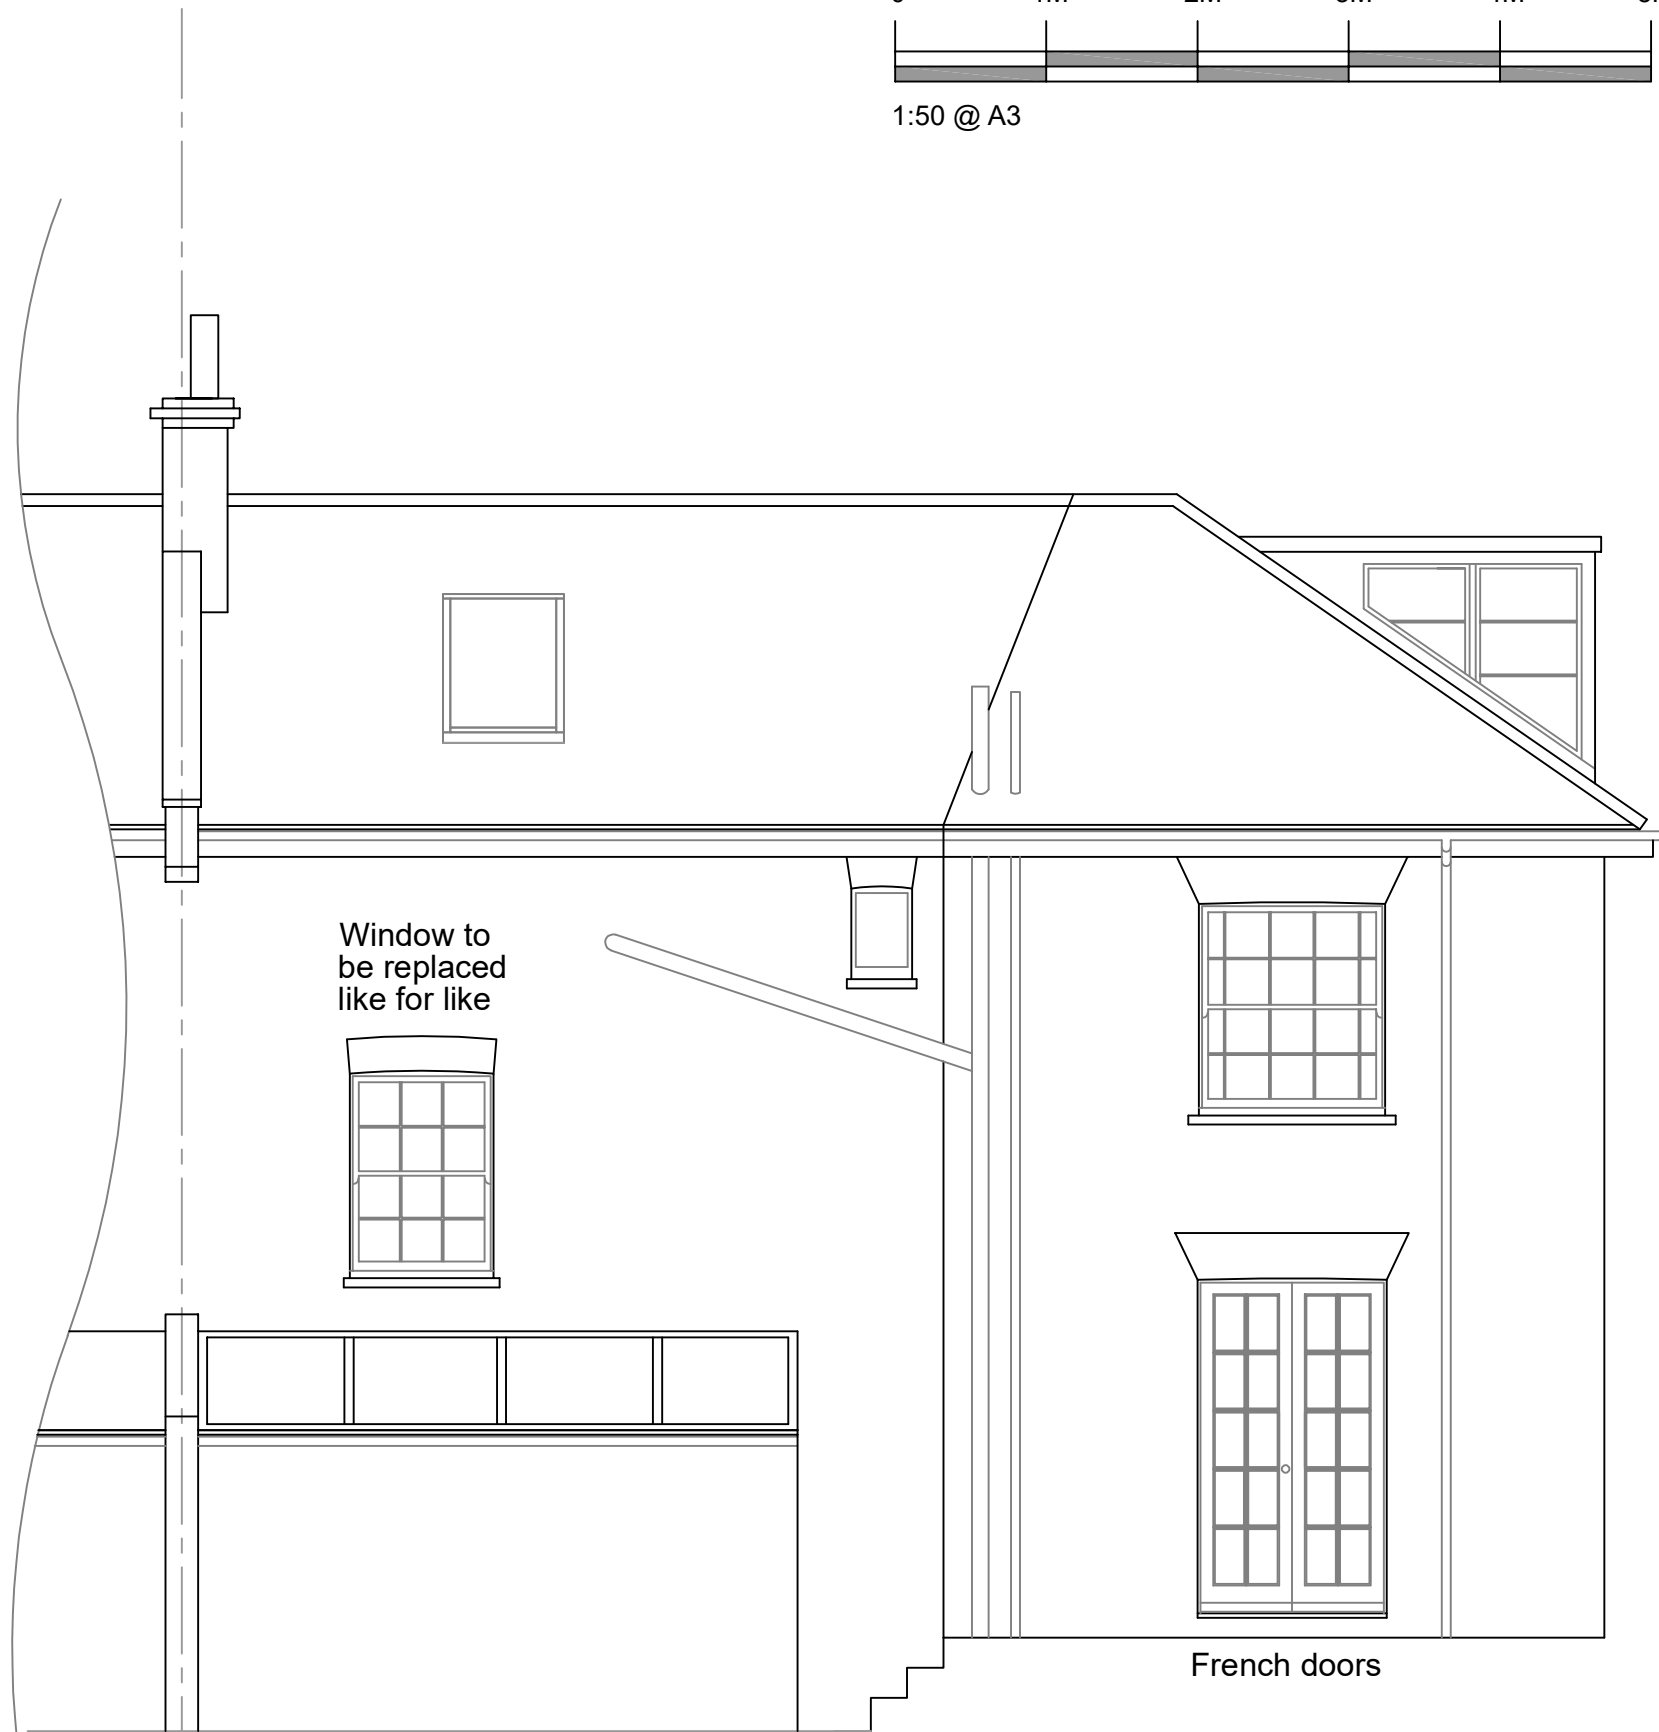 1:50 @ A3
Window to
be replaced
like for like
French doors